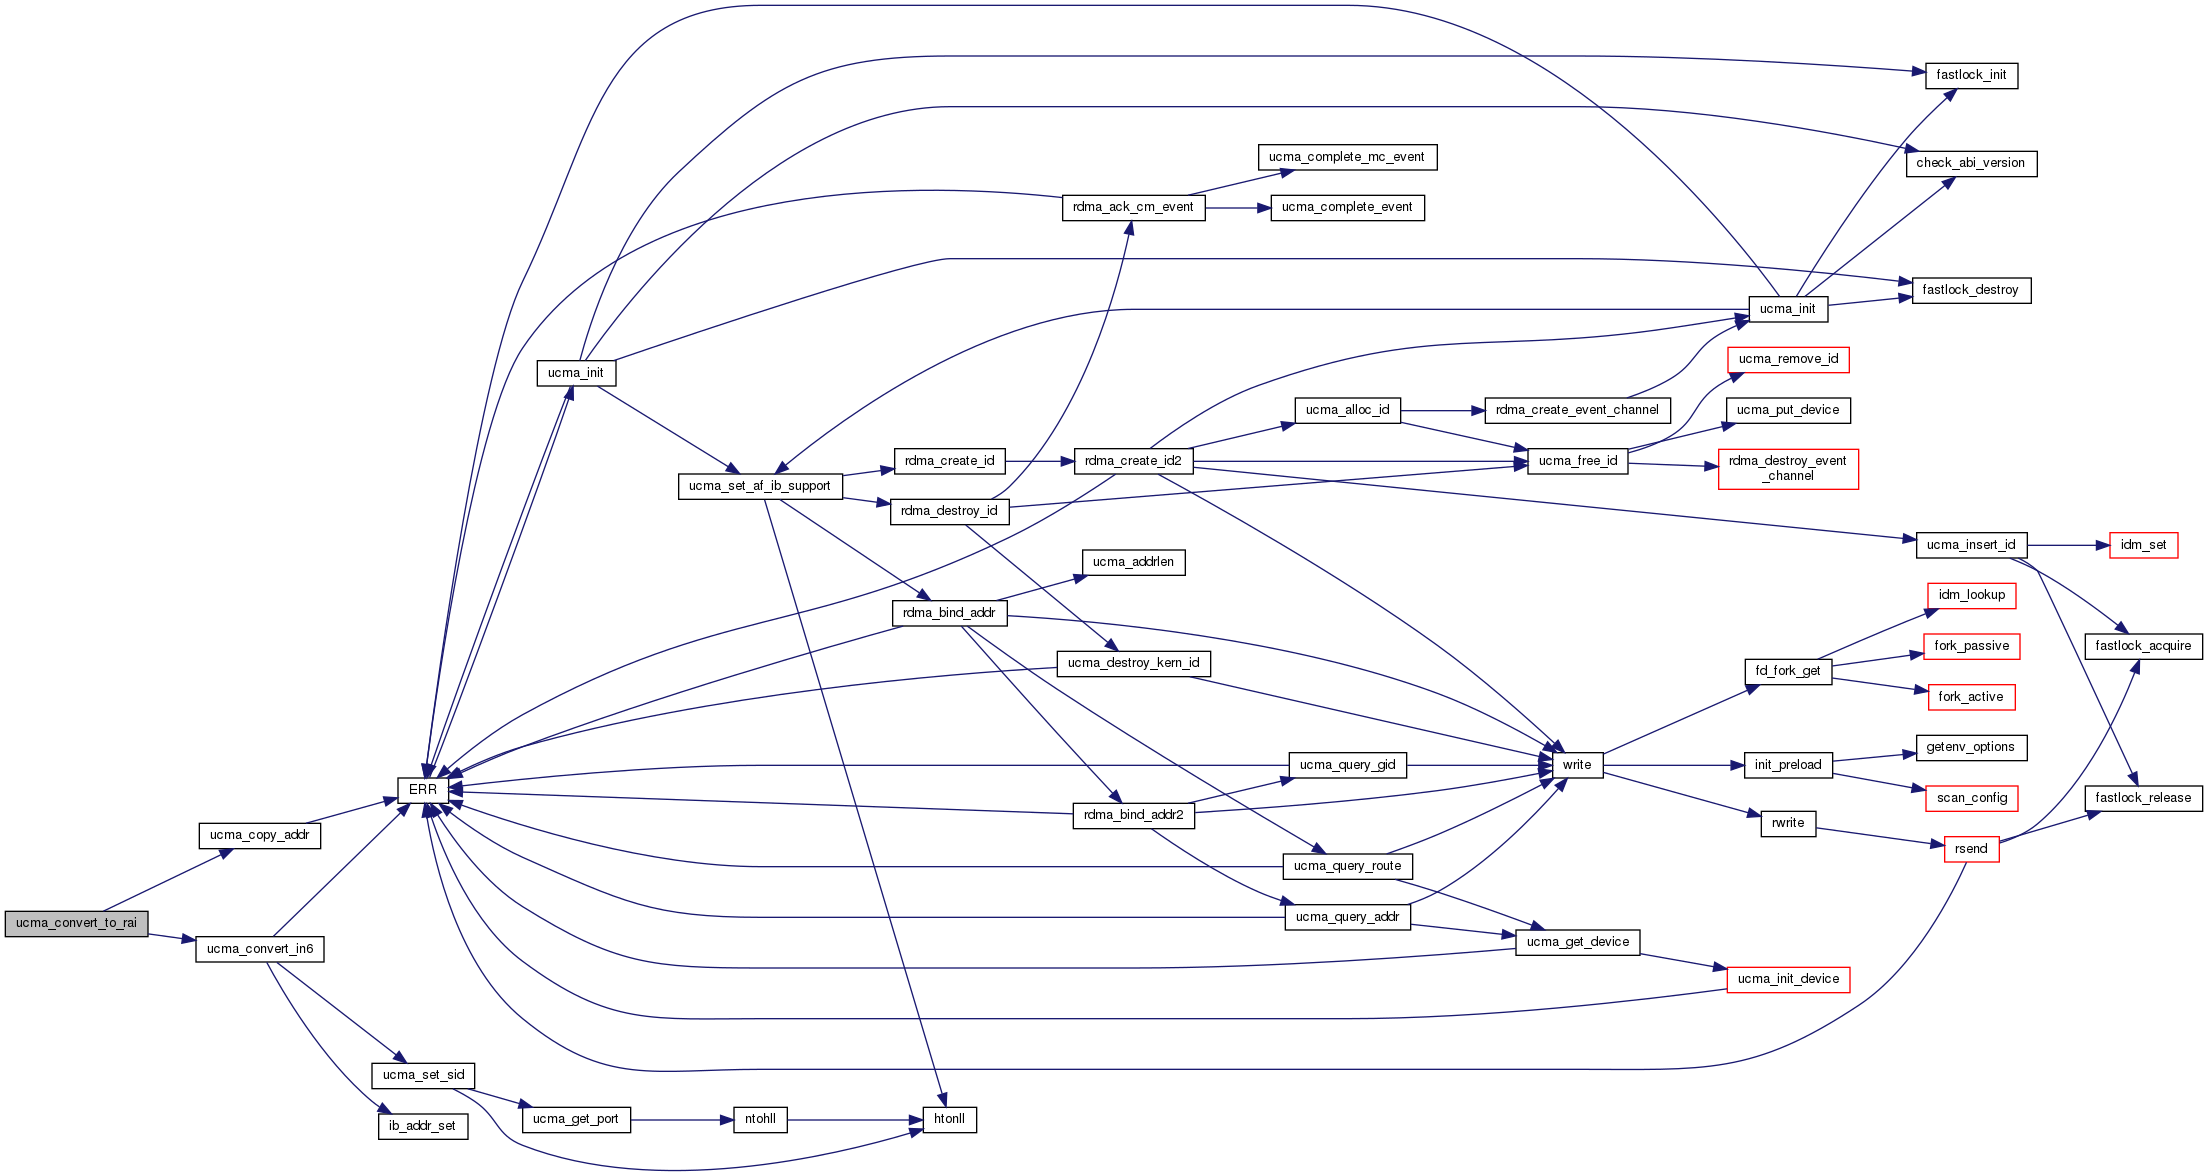 fastlock_init
ucma_complete_mc_event
check_abi_version
rdma_ack_cm_event
ucma_complete_event
fastlock_destroy
ucma_init
ucma_remove_id
ucma_init
ucma_alloc_id
rdma_create_event_channel
ucma_put_device
rdma_create_id
rdma_create_id2
ucma_free_id
rdma_destroy_event
_channel
ucma_set_af_ib_support
rdma_destroy_id
ucma_insert_id
idm_set
ucma_addrlen
idm_lookup
rdma_bind_addr
fork_passive
fastlock_acquire
ucma_destroy_kern_id
fd_fork_get
fork_active
getenv_options
ucma_query_gid
write
init_preload
ERR
scan_config
fastlock_release
rdma_bind_addr2
rwrite
ucma_copy_addr
rsend
ucma_query_route
ucma_query_addr
ucma_convert_to_rai
ucma_get_device
ucma_convert_in6
ucma_init_device
ucma_set_sid
ucma_get_port
ntohll
htonll
ib_addr_set